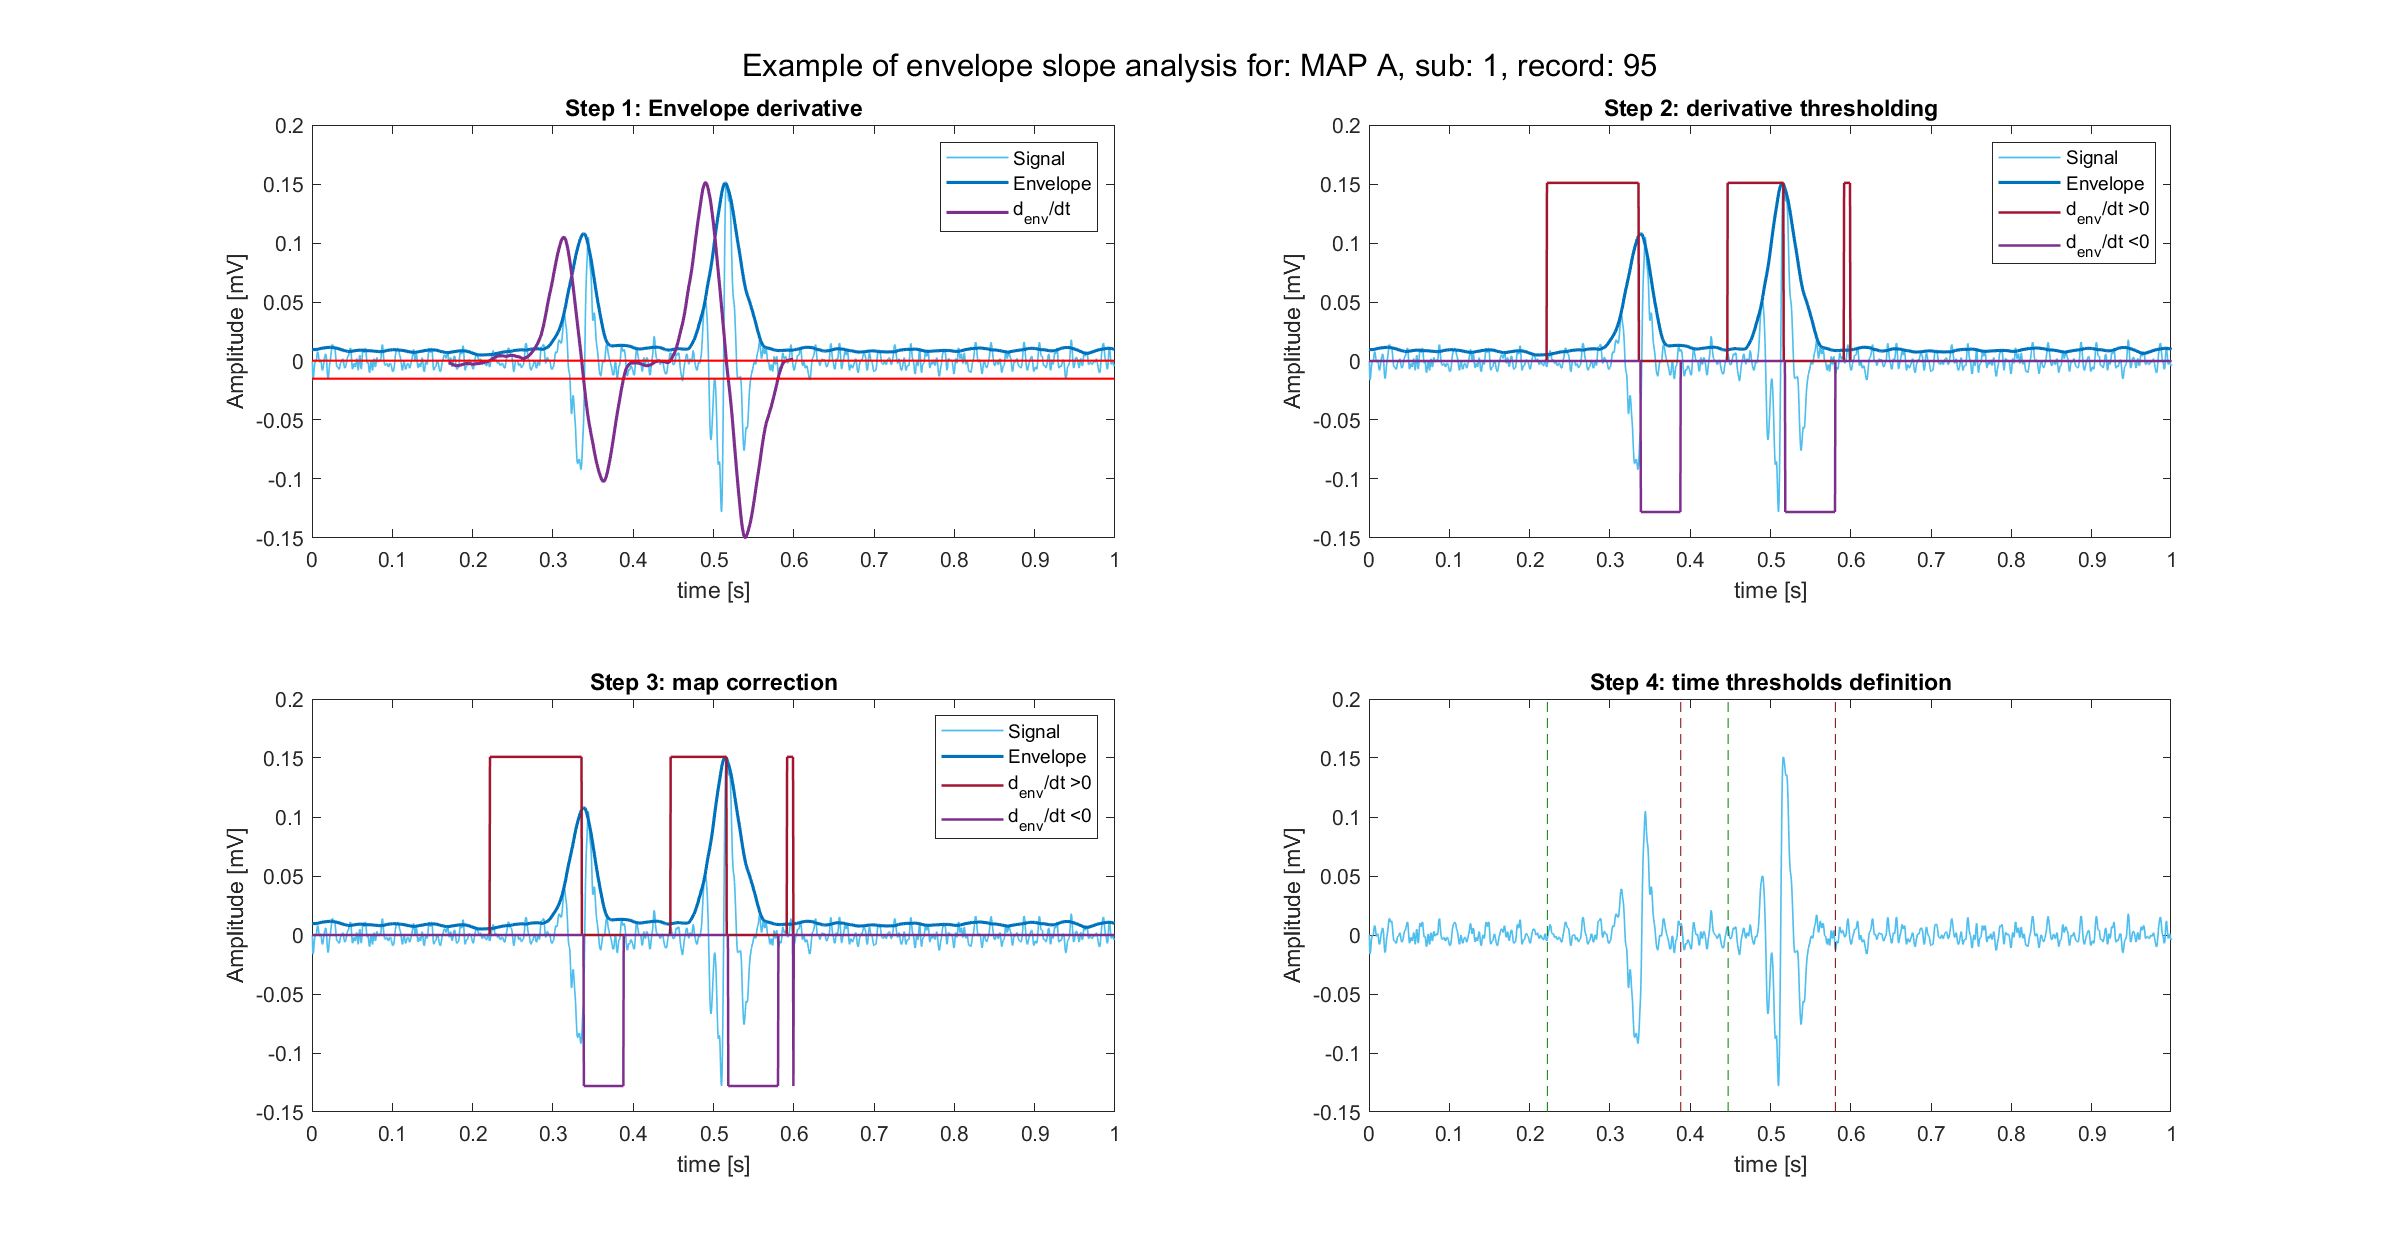 Example of envelope slope analysis for: MAP A, sub: 1, record: 95
Step 1: Envelope derivative
0.2
0.15
0.1
0.05
0
-0.05
-0.1
-0.15
Amplitude [mV]
0 0.1 0.2 0.3 0.4 0.5 0.6 0.7 0.8 0.9 1
time [s]
Signal
Envelope
d_env/dt
Step 2: derivative thresholding
0.2
0.15
0.1
0.05
0
-0.05
-0.1
-0.15
Amplitude [mV]
0 0.1 0.2 0.3 0.4 0.5 0.6 0.7 0.8 0.9 1
time [s]
Signal
Envelope
d_env/dt >0
d_env/dt <0
Step 3: map correction
0.2
0.15
0.1
0.05
0
-0.05
-0.1
-0.15
Amplitude [mV]
0 0.1 0.2 0.3 0.4 0.5 0.6 0.7 0.8 0.9 1
time [s]
Signal
Envelope
d_env/dt >0
d_env/dt <0
Step 4: time thresholds definition
0.2
0.15
0.1
0.05
0
-0.05
-0.1
-0.15
Amplitude [mV]
0 0.1 0.2 0.3 0.4 0.5 0.6 0.7 0.8 0.9 1
time [s]